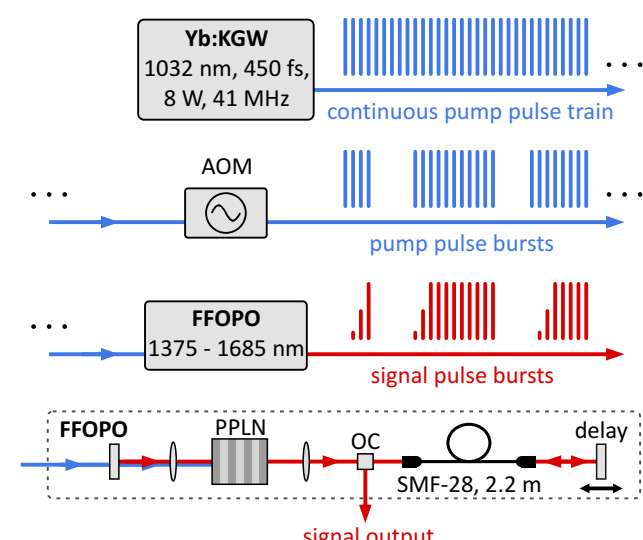 Yb:KGW
1032 nm, 450 fs,
8 W, 41 MHz
...
continuous pump pulse train
AOM
...
...
pump pulse bursts
...
FFOPO
1375 - 1685 nm
signal pulse bursts
FFOPO
PPLN
OC
delay
SMF-28, 2.2 m
signal output